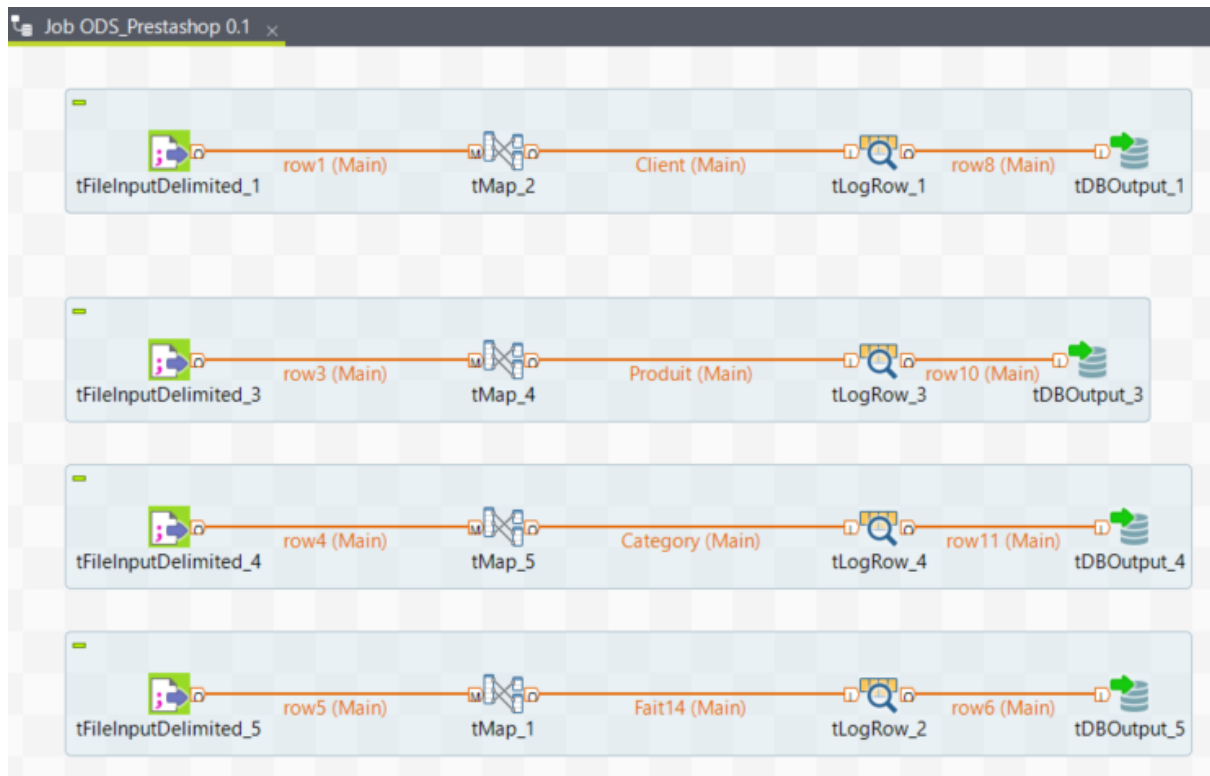 Job ODS_Prestashop 0.1
row1 (Main) Client (Main) row8 (Main)
tFileInputDelimited_1 tMap_2 tLogRow_1 tDBOutput_1
row3 (Main) Produit (Main) row10 (Main)
tFileInputDelimited_3 tMap_4 tLogRow_3 tDBOutput_3
row4 (Main) Category (Main) row11 (Main)
tFileInputDelimited_4 tMap_5 tLogRow_4 tDBOutput_4
row5 (Main) Fait14 (Main) row6 (Main)
tFileInputDelimited_5 tMap_1 tLogRow_2 tDBOutput_5